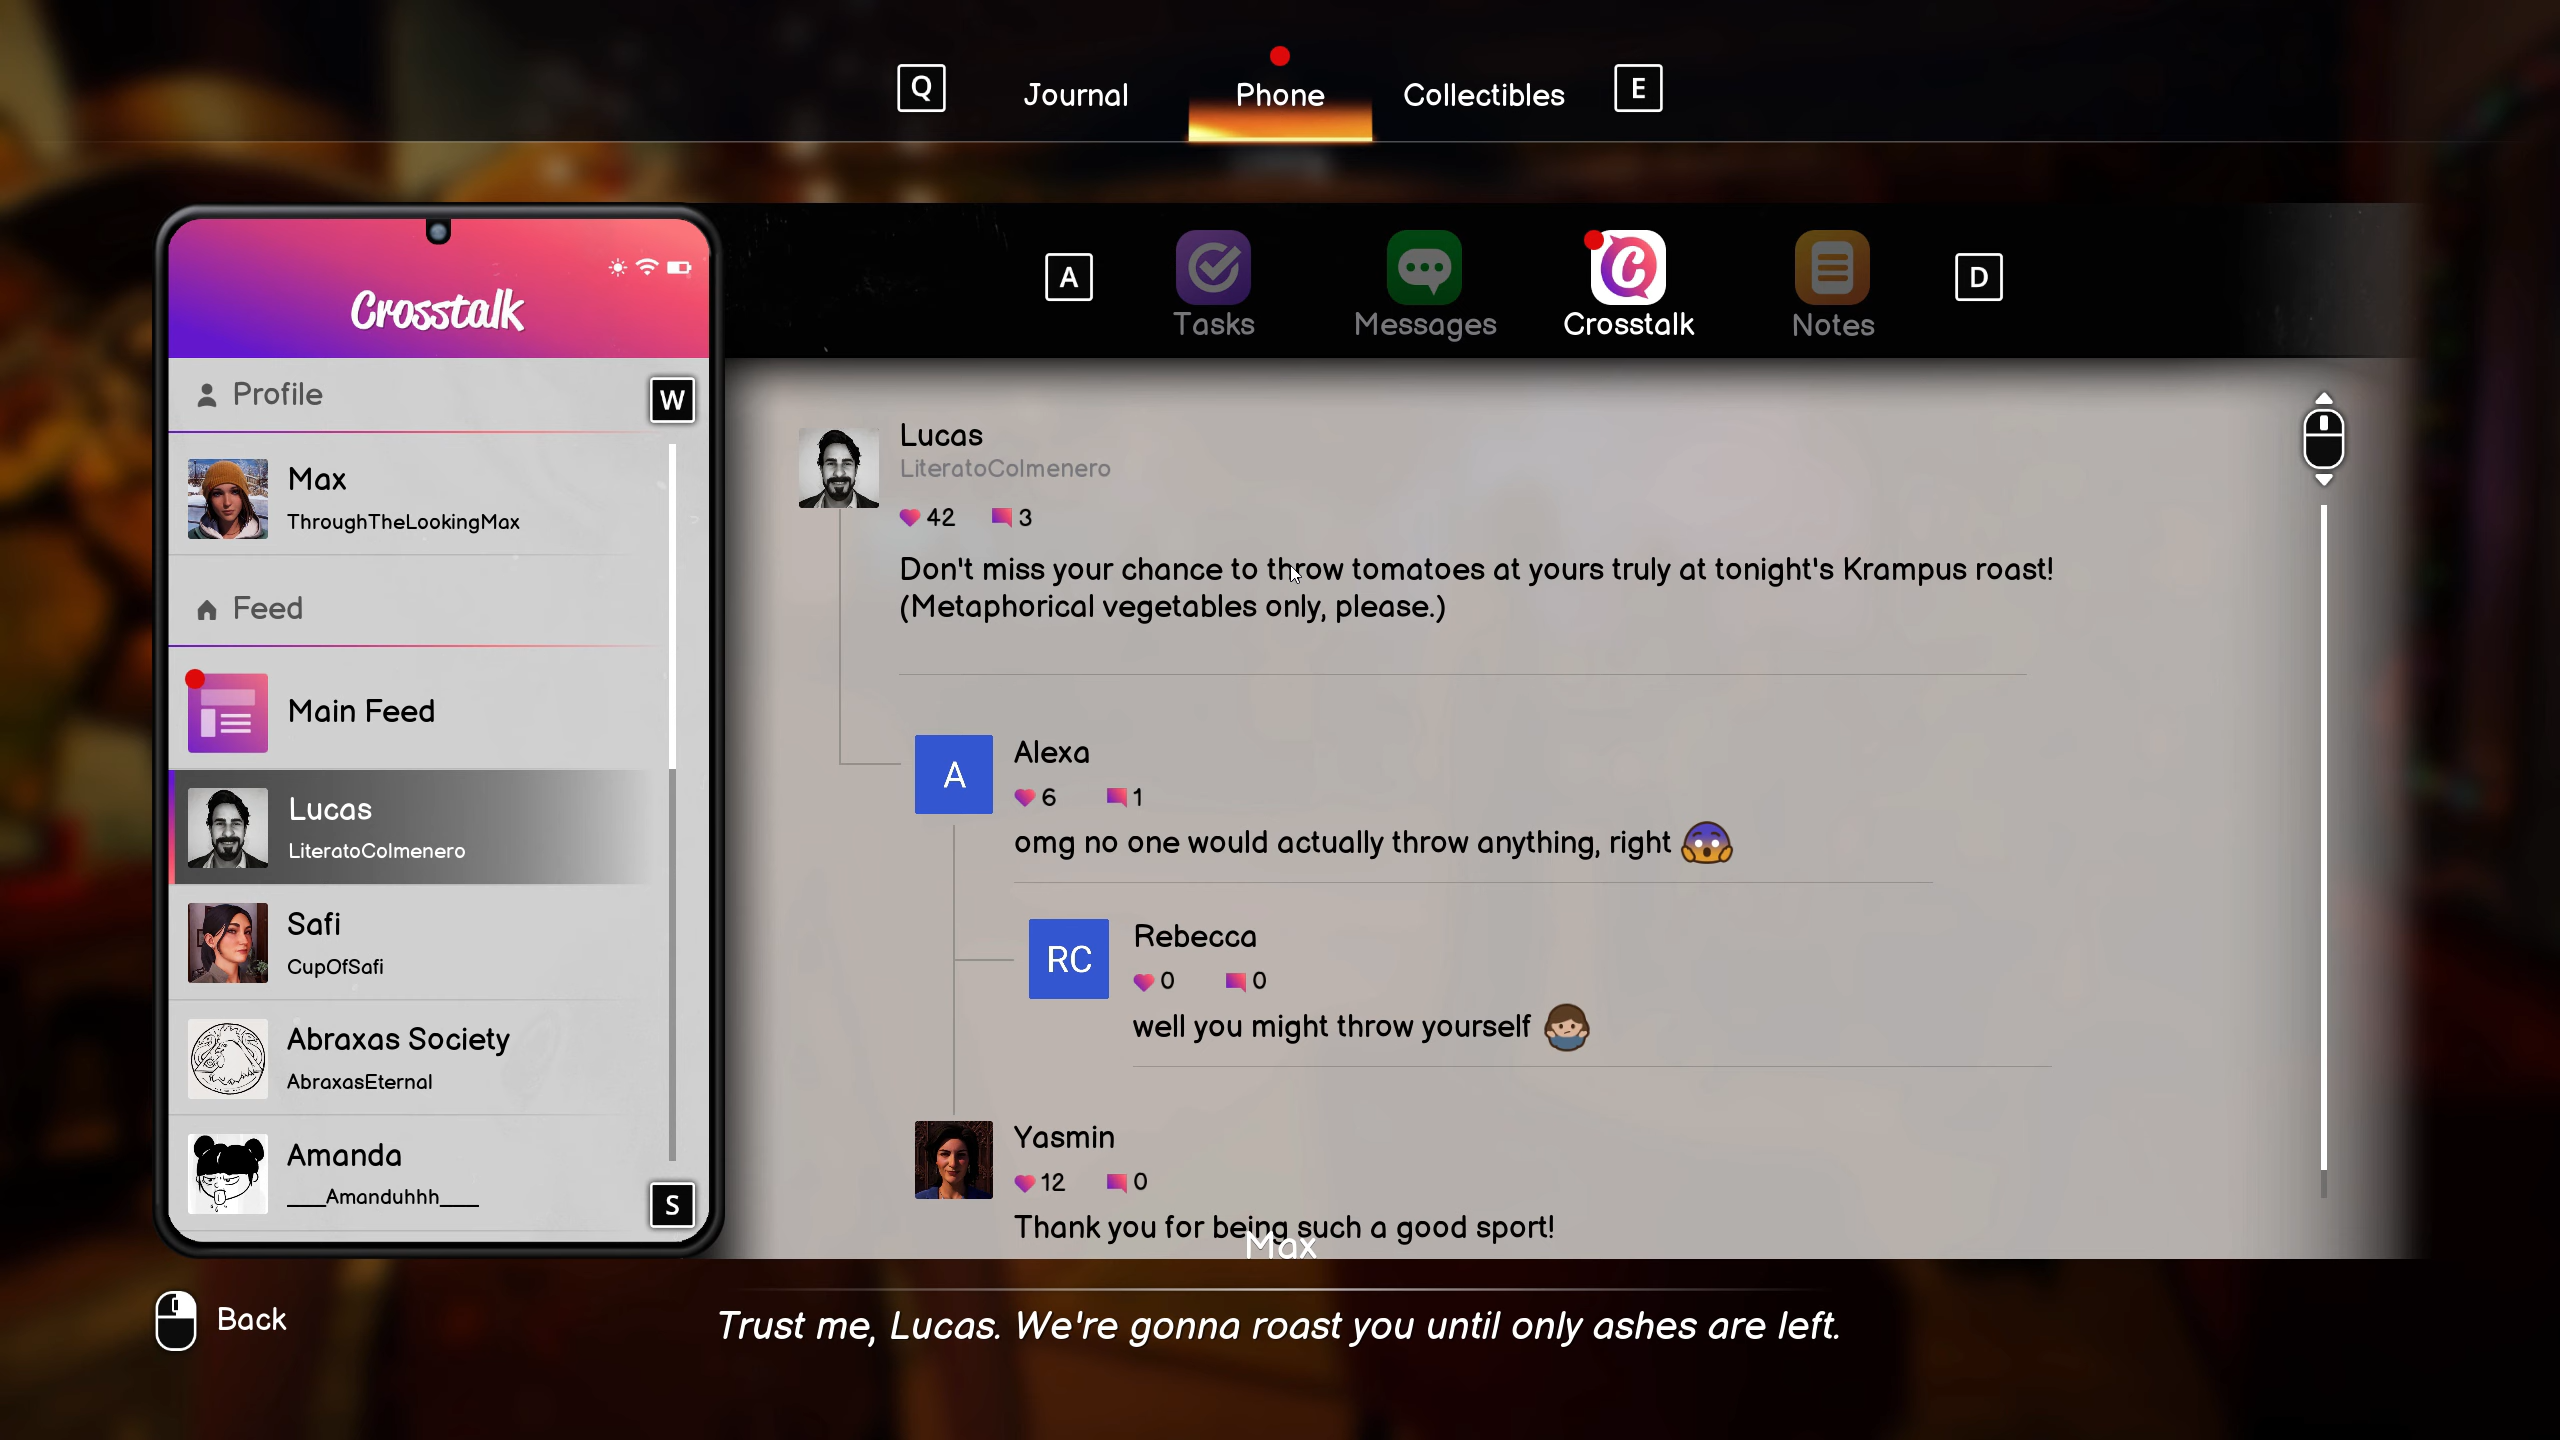 Q
Journal
Phone
Collectibles
E
Crosstalk
A
Tasks
Messages
Crosstalk
Notes
D
Profile
W
Max
ThroughTheLookingMax
Feed
Main Feed
Lucas
LiteratoColmenero
Safi
CupOfSafi
Abraxas Society
AbraxasEternal
Amanda
____Amanduhhh____
S
Lucas
LiteratoColmenero
42 3
Don't miss your chance to throw tomatoes at yours truly at tonight's Krampus roast!
(Metaphorical vegetables only, please.)
A
Alexa
6 1
omg no one would actually throw anything, right 😱
RC
Rebecca
0 0
well you might throw yourself 🤷
Yasmin
12 0
Thank you for being such a good sport!
Max
Back
Trust me, Lucas. We're gonna roast you until only ashes are left.